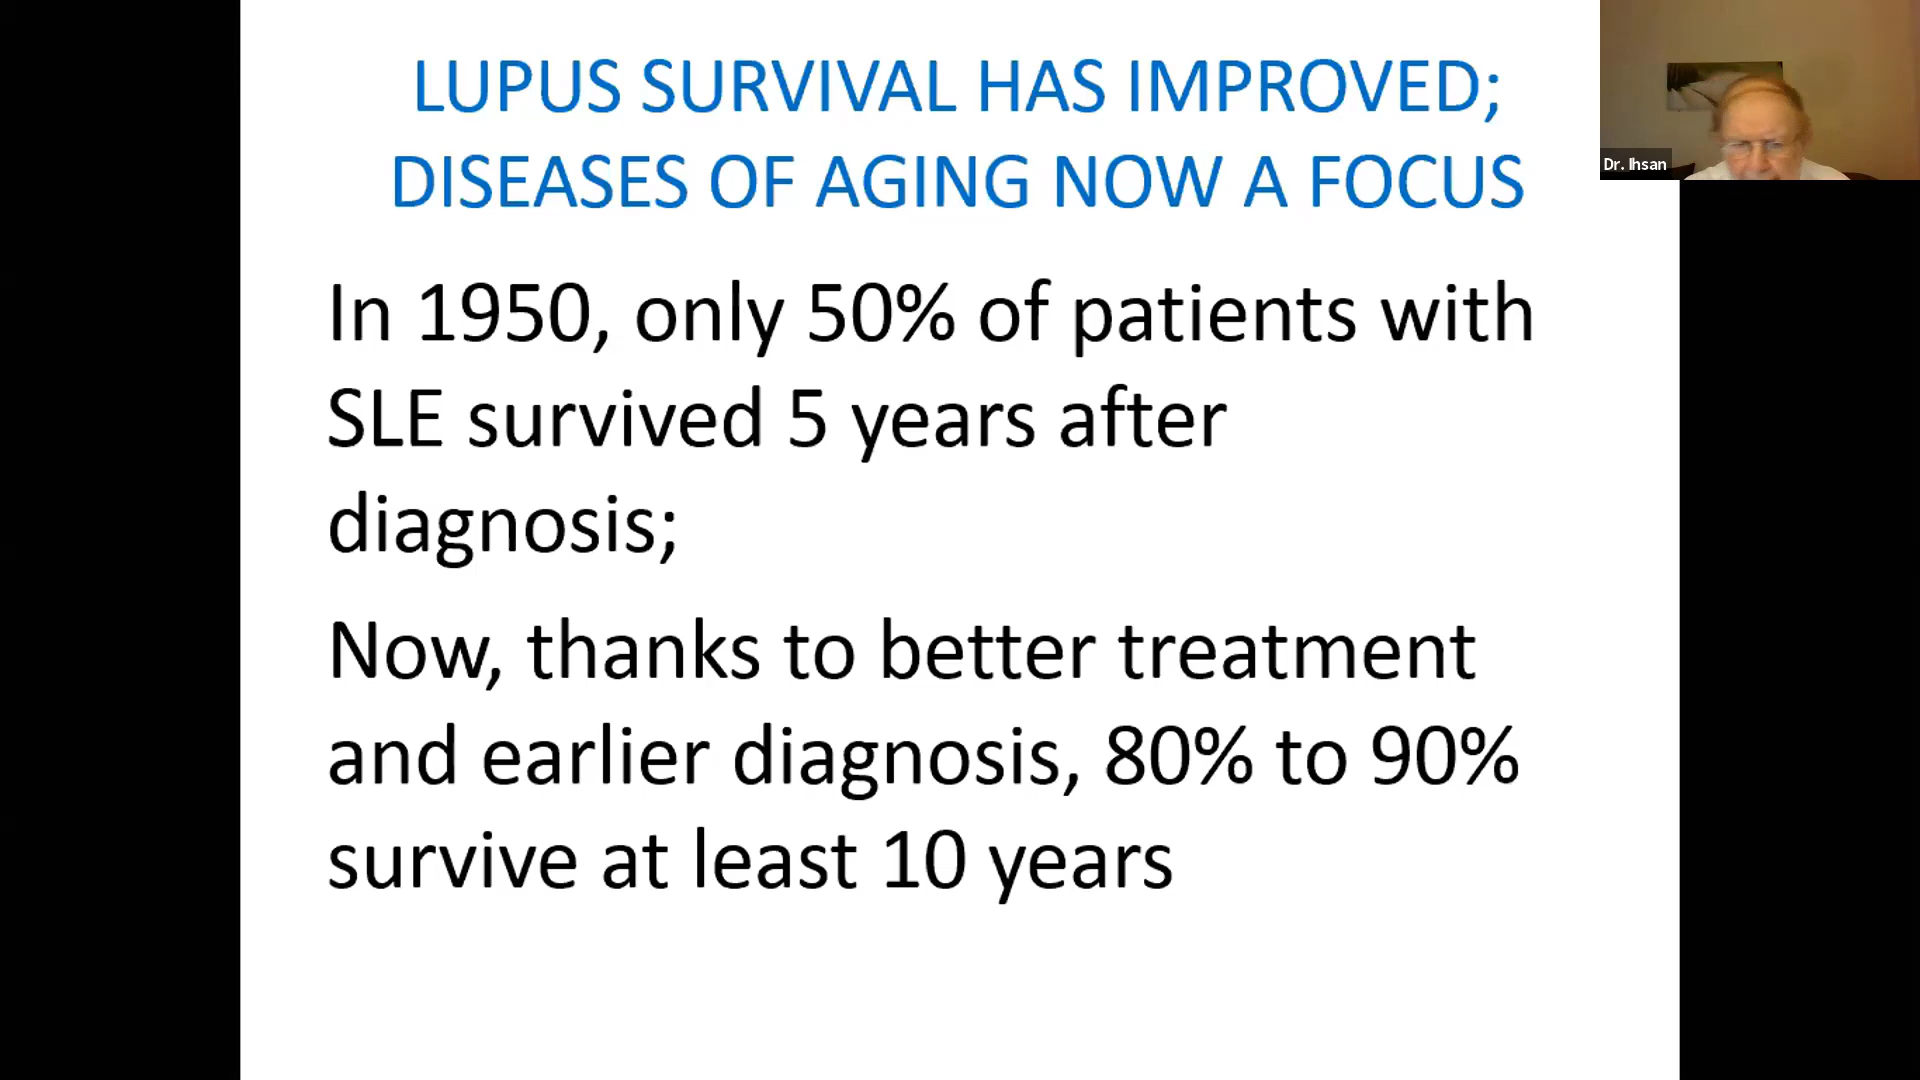 LUPUS SURVIVAL HAS IMPROVED;
DISEASES OF AGING NOW A FOCUS
In 1950, only 50% of patients with
SLE survived 5 years after
diagnosis;
Now, thanks to better treatment
and earlier diagnosis, 80% to 90%
survive at least 10 years
Dr. Ihsan